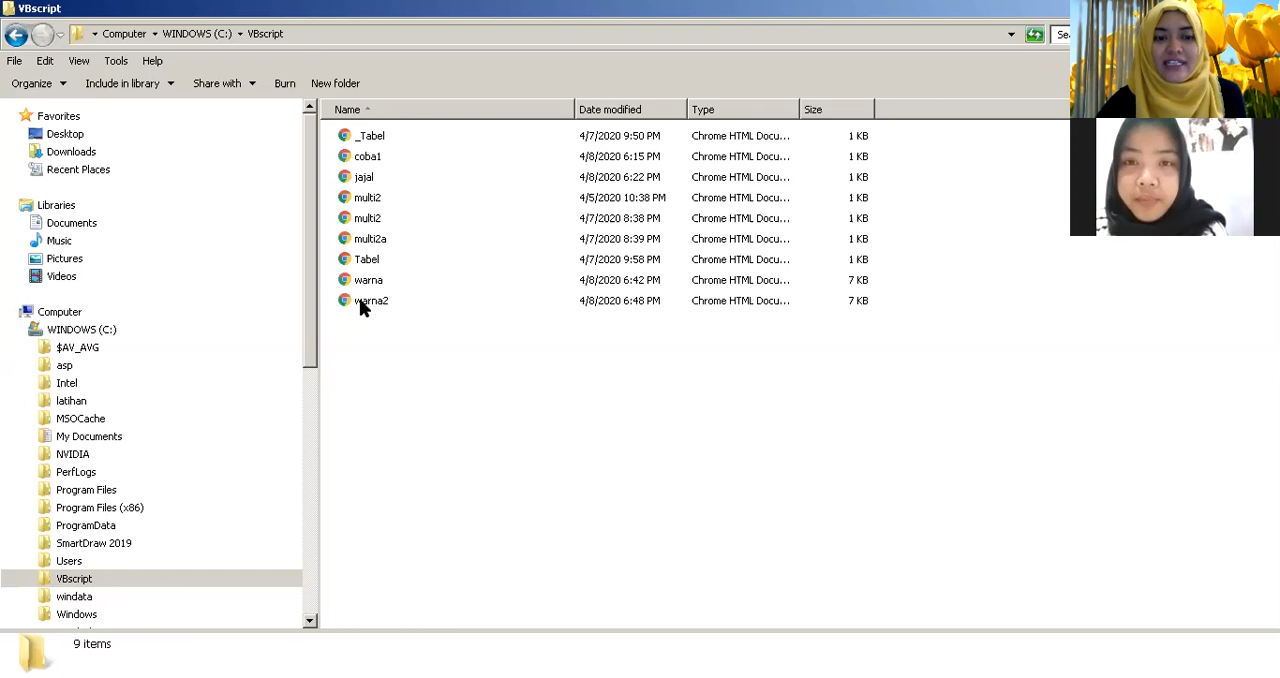 VBscript
Computer WINDOWS (C:) VBscript
File Edit View Tools Help
Organize Include in library Share with Burn New folder
Name Date modified Type Size
_Tabel 4/7/2020 9:50 PM Chrome HTML Docu... 1 KB
coba1 4/8/2020 6:15 PM Chrome HTML Docu... 1 KB
jajal 4/8/2020 6:22 PM Chrome HTML Docu... 1 KB
multi2 4/5/2020 10:38 PM Chrome HTML Docu... 1 KB
multi2 4/7/2020 8:38 PM Chrome HTML Docu... 1 KB
multi2a 4/7/2020 8:39 PM Chrome HTML Docu... 1 KB
Tabel 4/7/2020 9:58 PM Chrome HTML Docu... 1 KB
warna 4/8/2020 6:42 PM Chrome HTML Docu... 7 KB
warna2 4/8/2020 6:48 PM Chrome HTML Docu... 7 KB
Favorites
Desktop
Downloads
Recent Places
Libraries
Documents
Music
Pictures
Videos
Computer
WINDOWS (C:)
$AV_AVG
asp
Intel
latihan
MSOCache
My Documents
NVIDIA
PerfLogs
Program Files
Program Files (x86)
ProgramData
SmartDraw 2019
Users
VBscript
windata
Windows
9 items